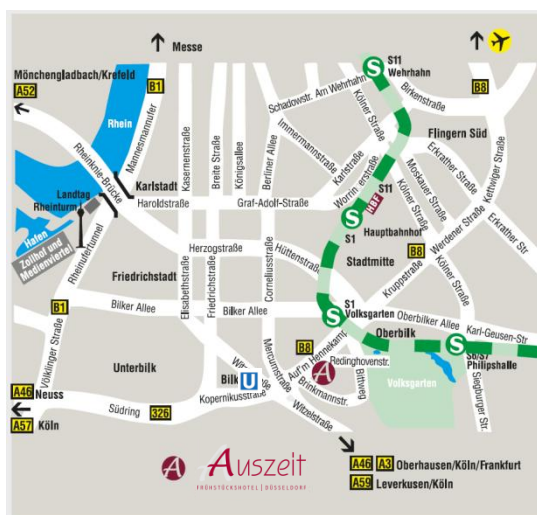 Messe
Mönchengladbach/Krefeld
A52
B1
Mannesmannufer
Rhein
Rheinknie-Brücke
Landtag
Rheinturm
Hafen
Zollhof und
Medienviertel
Rheinufertunnel
Karlstadt
Haroldstraße
Kasernenstraße
Breite Straße
Königsallee
Berliner Allee
Graf-Adolf-Straße
Schadowstr.
Am Wehrhahn
S
S11
Wehrhahn
B8
Birkenstraße
Immermannstraße
Karlstraße
Kölner Straße
Flingern Süd
Worringerstraße
S11
HBF
S
Hauptbahnhof
S1
Stadtmitte
Kölner Straße
Moskauer Straße
Erkrather Straße
Kettwiger Straße
Erkrather Str
Werdener Straße
B8
Kruppstraße
Kölner Straße
Herzogstraße
Hüttenstraße
Friedrichstadt
Elisabethstraße
Friedrichstraße
Corneliusstraße
B1
Bilker Allee
Bilker Allee
Völklinger Straße
Unterbilk
S1
S
Volksgarten
Oberbilker Allee
Karl-Geusen-Str
Oberbilk
S
S6/S7
Philipshalle
B8
Auf'm Hennekamp
Redinghovenstr.
Mercumstraße
U
Kopernikusstraße
A
Brinkmannstr.
Bittweg
Volksgarten
Siegburger Str.
Witzelstraße
A46
Neuss
A57
Köln
Südring
326
A
Auszeit
FRÜHSTÜCKSHOTEL | DÜSSELDORF
A46
A3
Oberhausen/Köln/Frankfurt
A59
Leverkusen/Köln